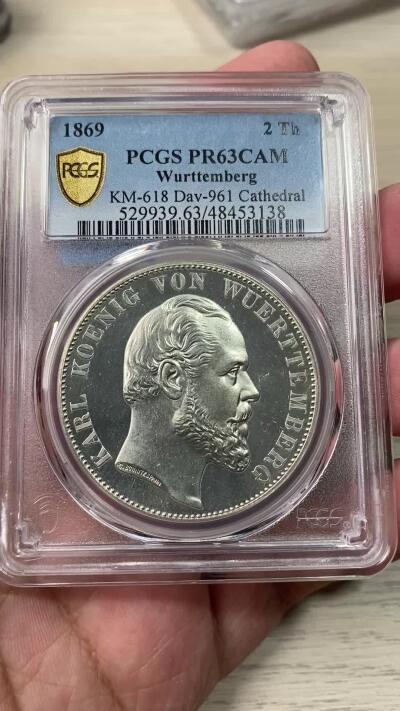 1869 2 Th
PCGS PR63CAM
PCGS
Wurttemberg
KM-618 Dav-961 Cathedral
529939.63/48453138
KARL KOENIG VON WUERTTEMBERG
PCGS